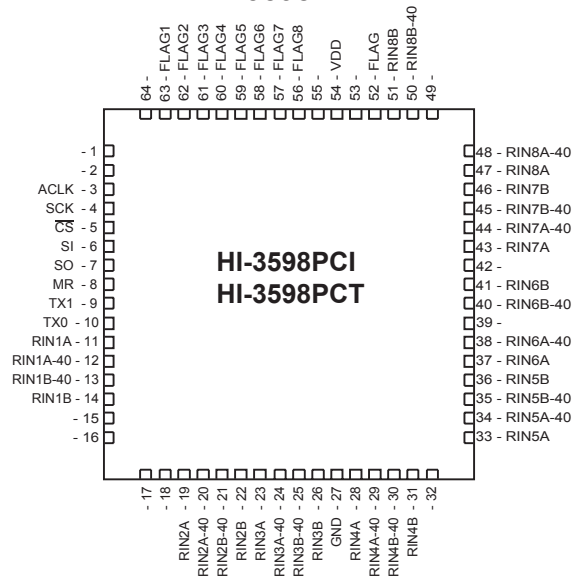 64 -
63 - FLAG1
62 - FLAG2
61 - FLAG3
60 - FLAG4
59 - FLAG5
58 - FLAG6
57 - FLAG7
56 - FLAG8
55 -
54 - VDD
53 -
52 - FLAG
51 - RIN8B
50 - RIN8B-40
49 -
- 1
- 2
ACLK - 3
SCK - 4
CS - 5
SI - 6
SO - 7
MR - 8
TX1 - 9
TX0 - 10
RIN1A - 11
RIN1A-40 - 12
RIN1B-40 - 13
RIN1B - 14
- 15
- 16
HI-3598PCI
HI-3598PCT
48 - RIN8A-40
47 - RIN8A
46 - RIN7B
45 - RIN7B-40
44 - RIN7A-40
43 - RIN7A
42 -
41 - RIN6B
40 - RIN6B-40
39 -
38 - RIN6A-40
37 - RIN6A
36 - RIN5B
35 - RIN5B-40
34 - RIN5A-40
33 - RIN5A
- 17
- 18
RIN2A - 19
RIN2A-40 - 20
RIN2B-40 - 21
RIN2B - 22
RIN3A - 23
RIN3A-40 - 24
RIN3B-40 - 25
RIN3B - 26
GND - 27
RIN4A - 28
RIN4A-40 - 29
RIN4B-40 - 30
RIN4B - 31
- 32